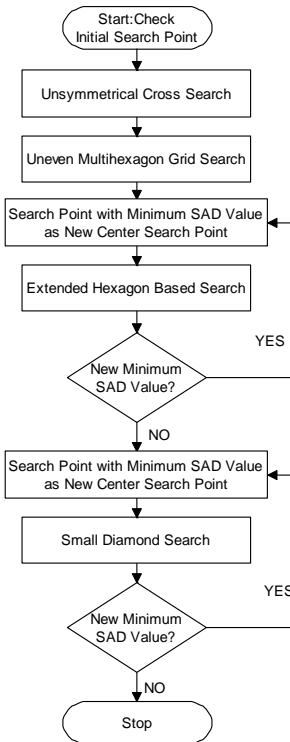 Start:Check
Initial Search Point
Unsymmetrical Cross Search
Uneven Multihexagon Grid Search
Search Point with Minimum SAD Value
as New Center Search Point
Extended Hexagon Based Search
YES
New Minimum
SAD Value?
NO
Search Point with Minimum SAD Value
as New Center Search Point
Small Diamond Search
YES
New Minimum
SAD Value?
NO
Stop